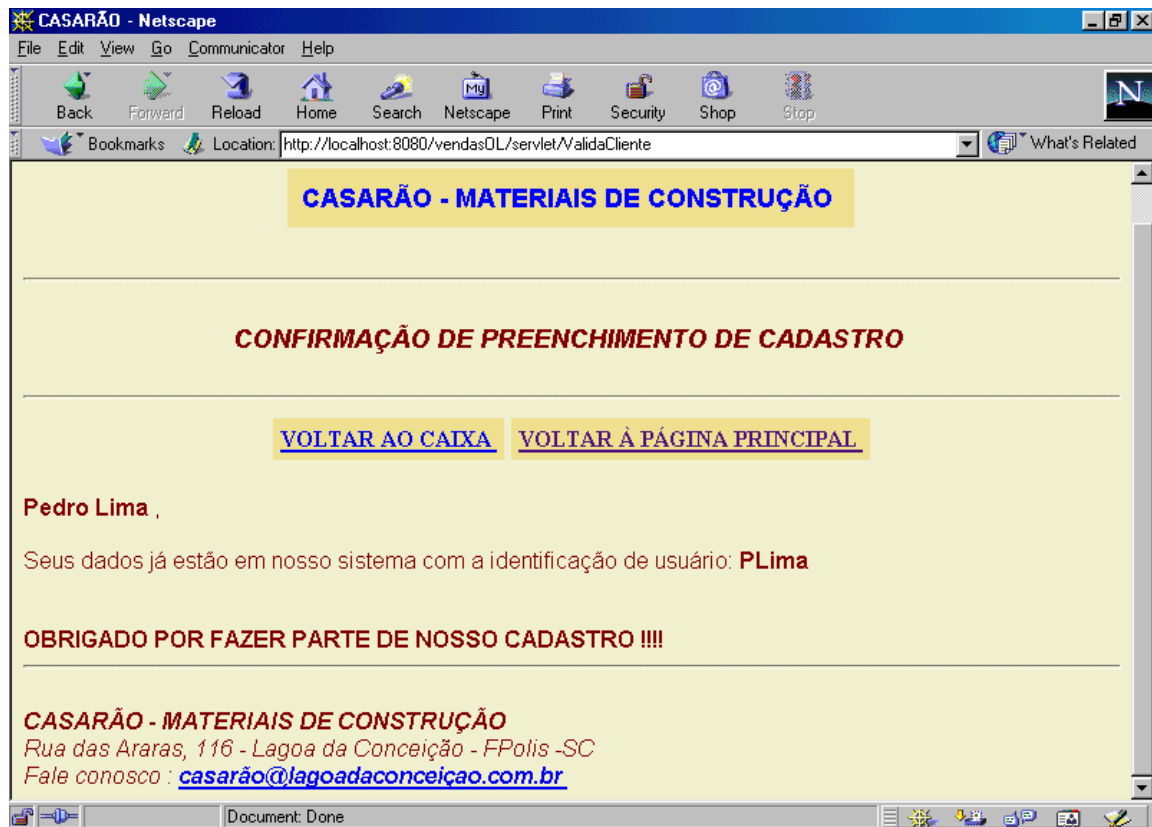 CASARÃO - Netscape
File Edit View Go Communicator Help
My
N
Back Forward Reload Home Search Netscape Print Security Shop Stop
Bookmarks Location: http://localhost:8080/vendasOL/servlet/ValidaCliente What's Related
CASARÃO - MATERIAIS DE CONSTRUÇÃO
CONFIRMAÇÃO DE PREENCHIMENTO DE CADASTRO
VOLTAR AO CAIXA VOLTAR À PÁGINA PRINCIPAL
Pedro Lima ,
Seus dados já estão em nosso sistema com a identificação de usuário: PLima
OBRIGADO POR FAZER PARTE DE NOSSO CADASTRO !!!!
CASARÃO - MATERIAIS DE CONSTRUÇÃO
Rua das Araras, 116 - Lagoa da Conceição - FPolis -SC
Fale conosco : casarão@lagoadaconceiçao.com.br
Document: Done